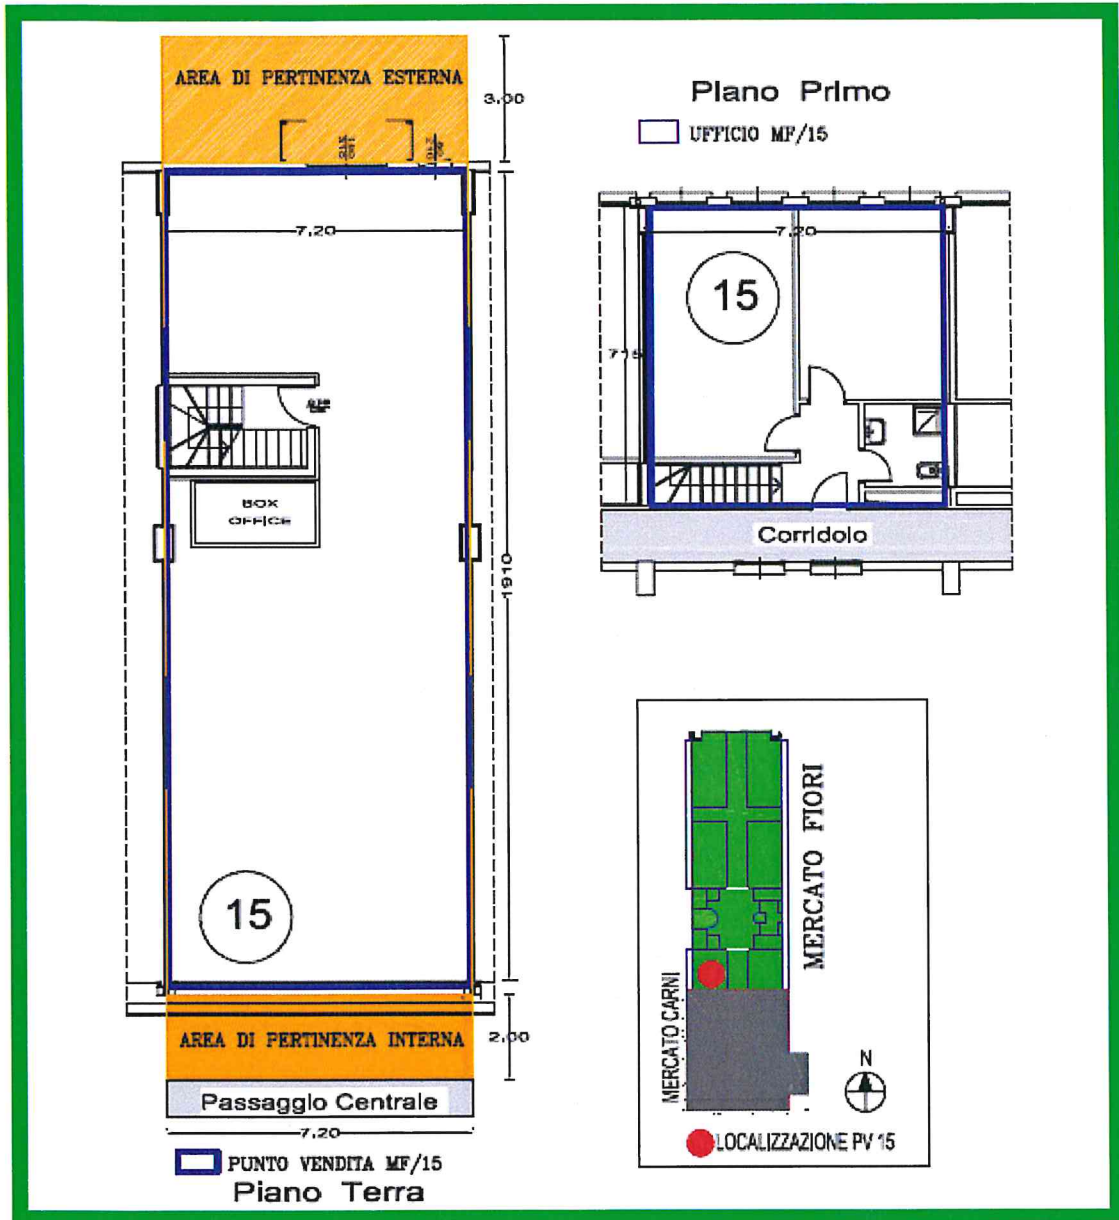 AREA DI PERTINENZA ESTERNA
3.00
7.20
BOX
OFFICE
1910
15
AREA DI PERTINENZA INTERNA
2.00
Passaggio Centrale
7.20
PUNTO VENDITA MF/15
Piano Terra
Piano Primo
UFFICIO MF/15
7.20
15
715
Corridoio
MERCATO FIORI
MERCATO CARNI
N
LOCALIZZAZIONE PV 15